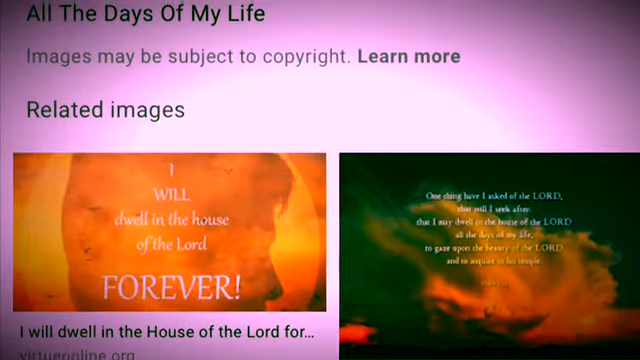 All The Days Of My Life
Images may be subject to copyright. Learn more
Related images
I
WILL
dwell in the house
of the Lord
FOREVER!
I will dwell in the House of the Lord for...
virtueonline.org
One thing have I asked of the LORD,
that will I seek after:
that I may dwell in the house of the LORD
all the days of my life,
to gaze upon the beauty of the LORD
and to inquire in his temple.